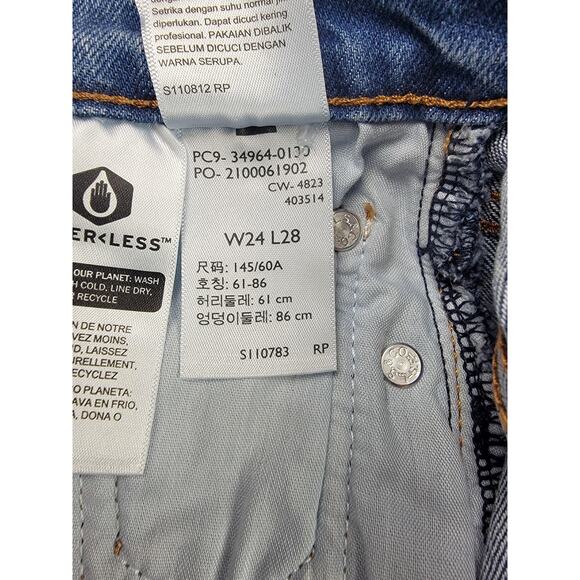 Setrika dengan suhu normal jika
diperlukan. Dapat dicuci kering
profesional. PAKAIAN DIBALIK
SEBELUM DICUCI DENGAN
WARNA SERUPA.
S110812 RP
PC9- 34964-0130
PO- 2100061902
CW- 4823
403514
W24 L28
尺码: 145/60A
호칭: 61-86
허리둘레: 61 cm
엉덩이둘레: 86 cm
S110783 RP
ER<LESS™
OUR PLANET: WASH
H COLD, LINE DRY,
RECYCLE
N DE NOTRE
VEZ MOINS,
D, LAISSEZ
URELLEMENT,
ECYCLEZ
O PLANETA:
AVA EN FRIO,
A, DONA O